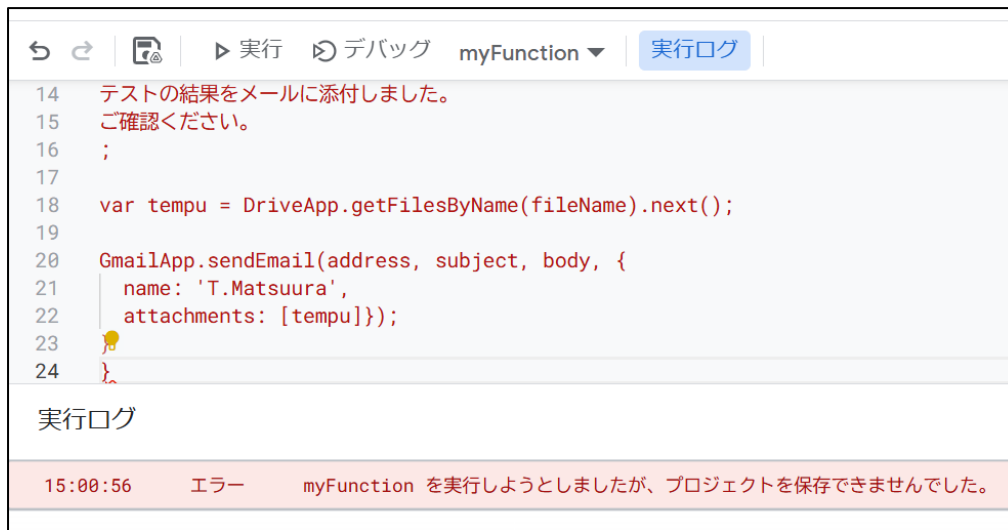 実行 デバッグ myFunction 実行ログ
14 テストの結果をメールに添付しました。
15 ご確認ください。
16 ;
17
18 var tempu = DriveApp.getFilesByName(fileName).next();
19
20 GmailApp.sendEmail(address, subject, body, {
21 name: 'T.Matsuura',
22 attachments: [tempu]});
23 }
24 }
実行ログ
15:00:56 エラー myFunction を実行しようとしましたが、プロジェクトを保存できませんでした。